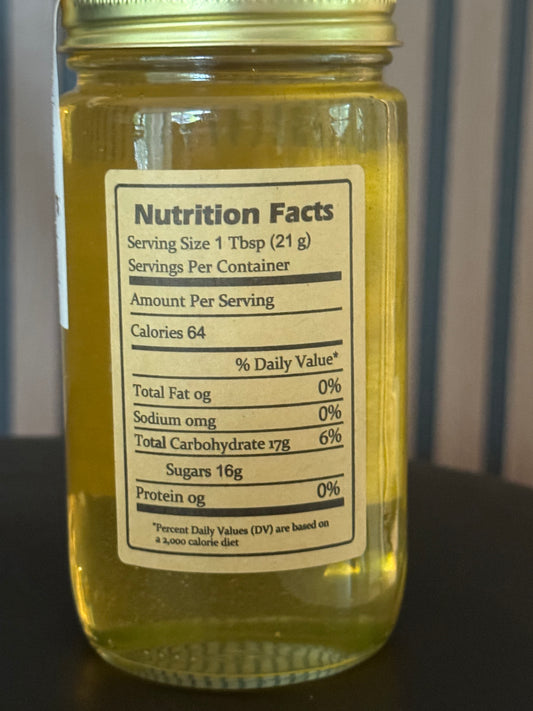 Nutrition Facts
Serving Size 1 Tbsp (21 g)
Servings Per Container
Amount Per Serving
Calories 64
% Daily Value*
Total Fat 0g 0%
Sodium 0mg 0%
Total Carbohydrate 17g 6%
Sugars 16g
Protein 0g 0%
*Percent Daily Values (DV) are based on
a 2,000 calorie diet